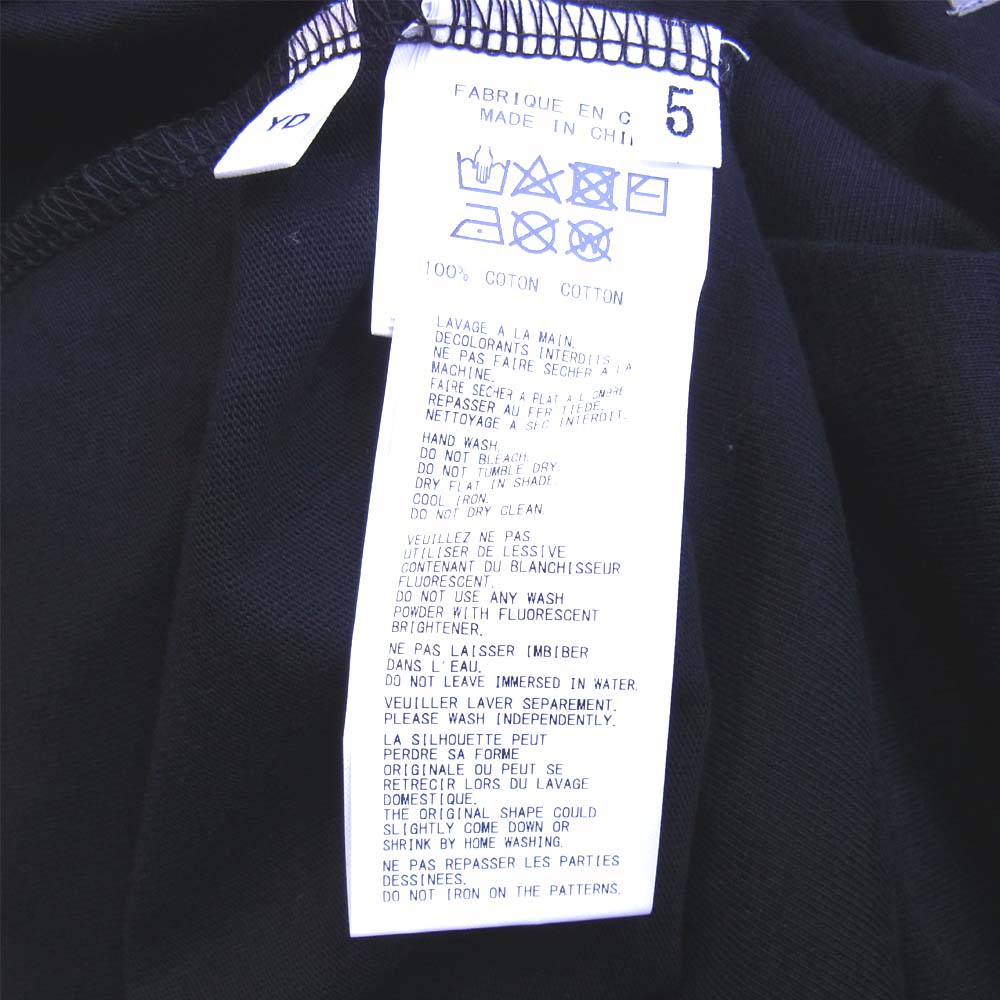 YD
5
FABRIQUE EN C
MADE IN CHI
W
100% COTON COTTON
LAVAGE A LA MAIN.
DECOLORANTS INTERDITS LA
NE PAS FAIRE SECHER A LA
MACHINE.
FAIRE SECHER A PLAT A L OMBRE
REPASSER AU FER TIEDE.
NETTOYAGE A SEC INTERDIT.
HAND WASH.
DO NOT BLEACH.
DO NOT TUMBLE DRY.
DRY FLAT IN SHADE.
COOL IRON.
DO NOT DRY CLEAN.
VEUILLEZ NE PAS
UTILISER DE LESSIVE
CONTENANT DU BLANCHISSEUR
FLUORESCENT.
DO NOT USE ANY WASH
POWDER WITH FLUORESCENT
BRIGHTENER.
NE PAS LAISSER IMBIBER
DANS L'EAU.
DO NOT LEAVE IMMERSED IN WATER.
VEUILLER LAVER SEPAREMENT.
PLEASE WASH INDEPENDENTLY.
LA SILHOUETTE PEUT
PERDRE SA FORME
ORIGINALE OU PEUT SE
RETRECIR LORS DU LAVAGE
DOMESTIQUE.
THE ORIGINAL SHAPE COULD
SLIGHTLY COME DOWN OR
SHRINK BY HOME WASHING.
NE PAS REPASSER LES PARTIES
DESSINEES.
DO NOT IRON ON THE PATTERNS.